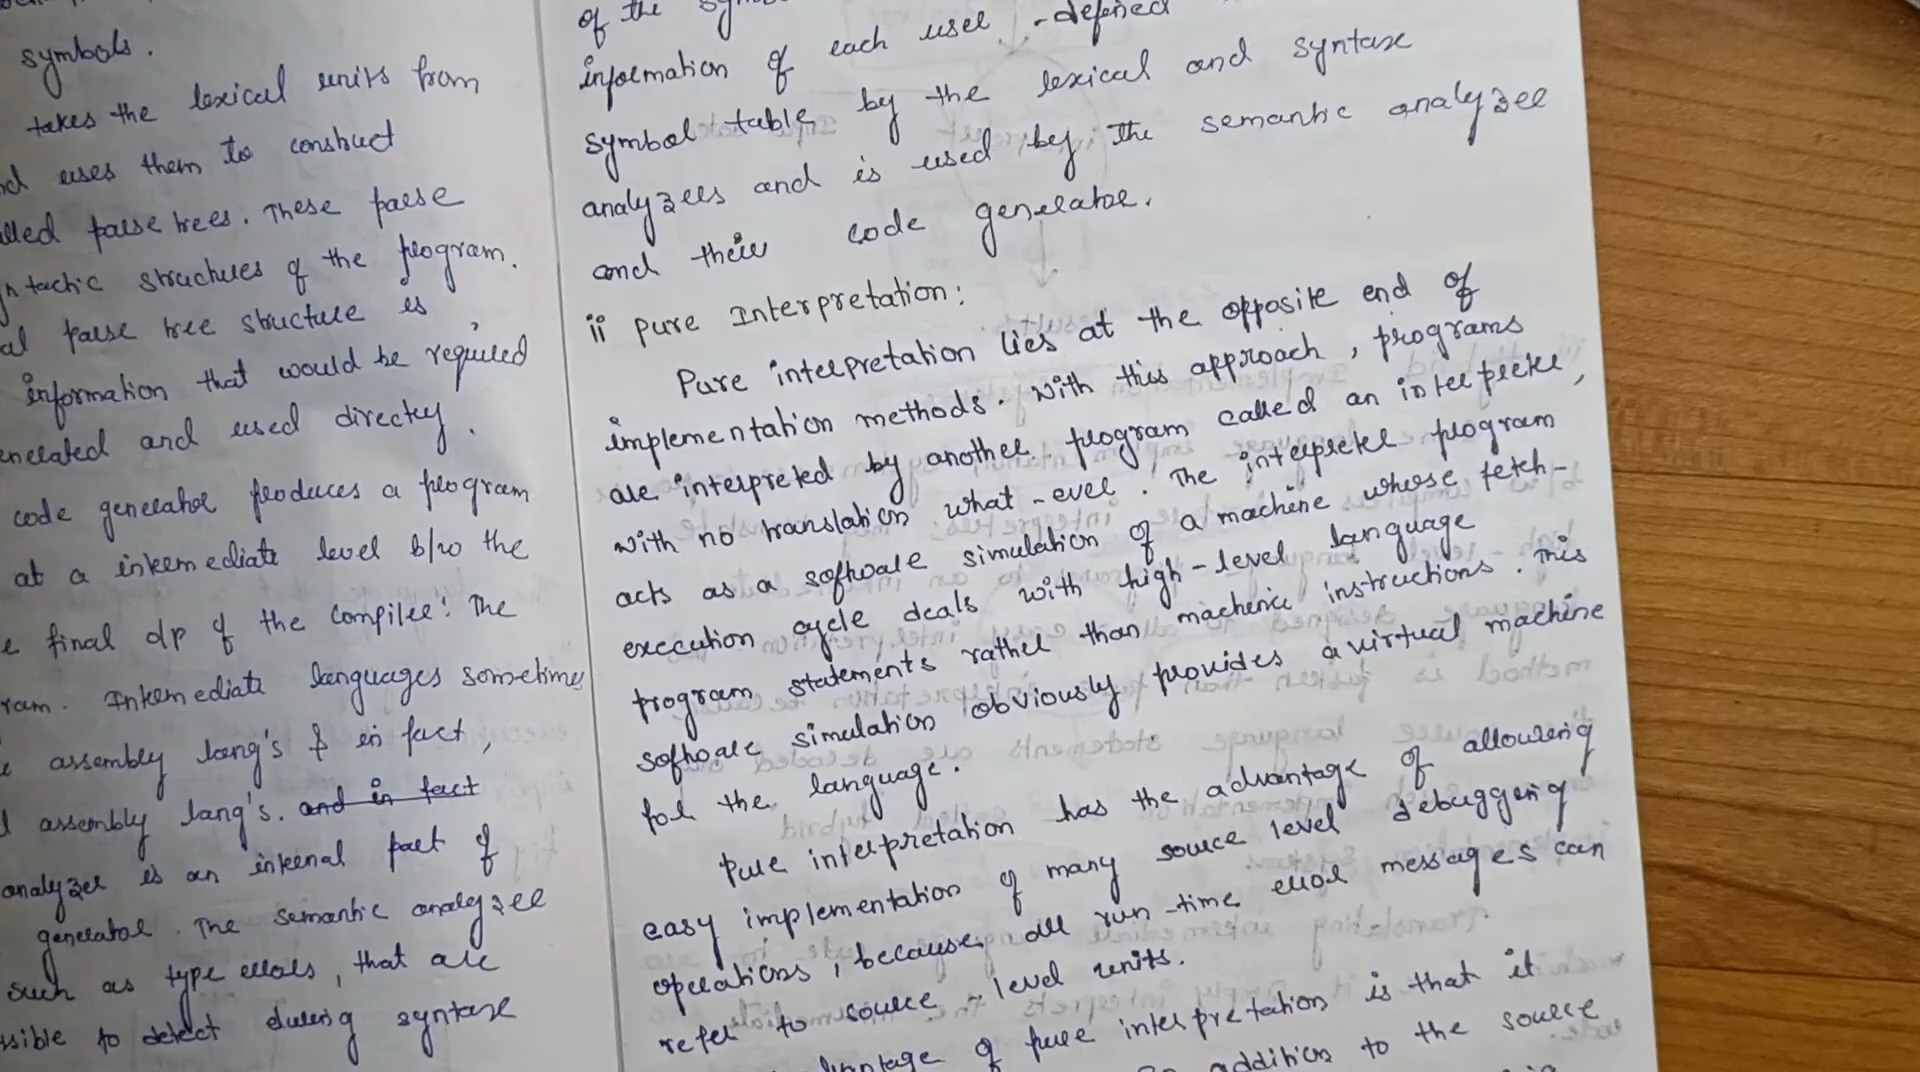 symbols.
takes the lexical units from
uses them to construct
parse trees. These parse
structures of the program.
parse tree structure is
information that would be required
and used directly.
code generator produces a program
at a intermediate level b/w the
final op of the compiler: The
Intermediate languages sometimes
assembly lang's & in fact,
assembly lang's. and in fact
analyzer is an internal part of
generator. The semantic analyzer
such as type errors, that are
to detect during syntax
of the
information of each user-defined
symbol table by the lexical and syntax
analyzers and is used by the semantic analyzer
and their code generator.
ii Pure Interpretation:
Pure interpretation lies at the opposite end of
implementation methods. With this approach, programs
are interpreted by another program called an interpreter,
with no translation what-ever. The interpreter program
acts as a software simulation of a machine whose fetch-
execution cycle deals with high-level language
program statements rather than machine instructions. This
software simulation obviously provides a virtual machine
for the language.
Pure interpretation has the advantage of allowing
easy implementation of many source level debugging
operations, because all run-time error messages can
refer to source-level units.
of pure interpretation is that it
addition to the source